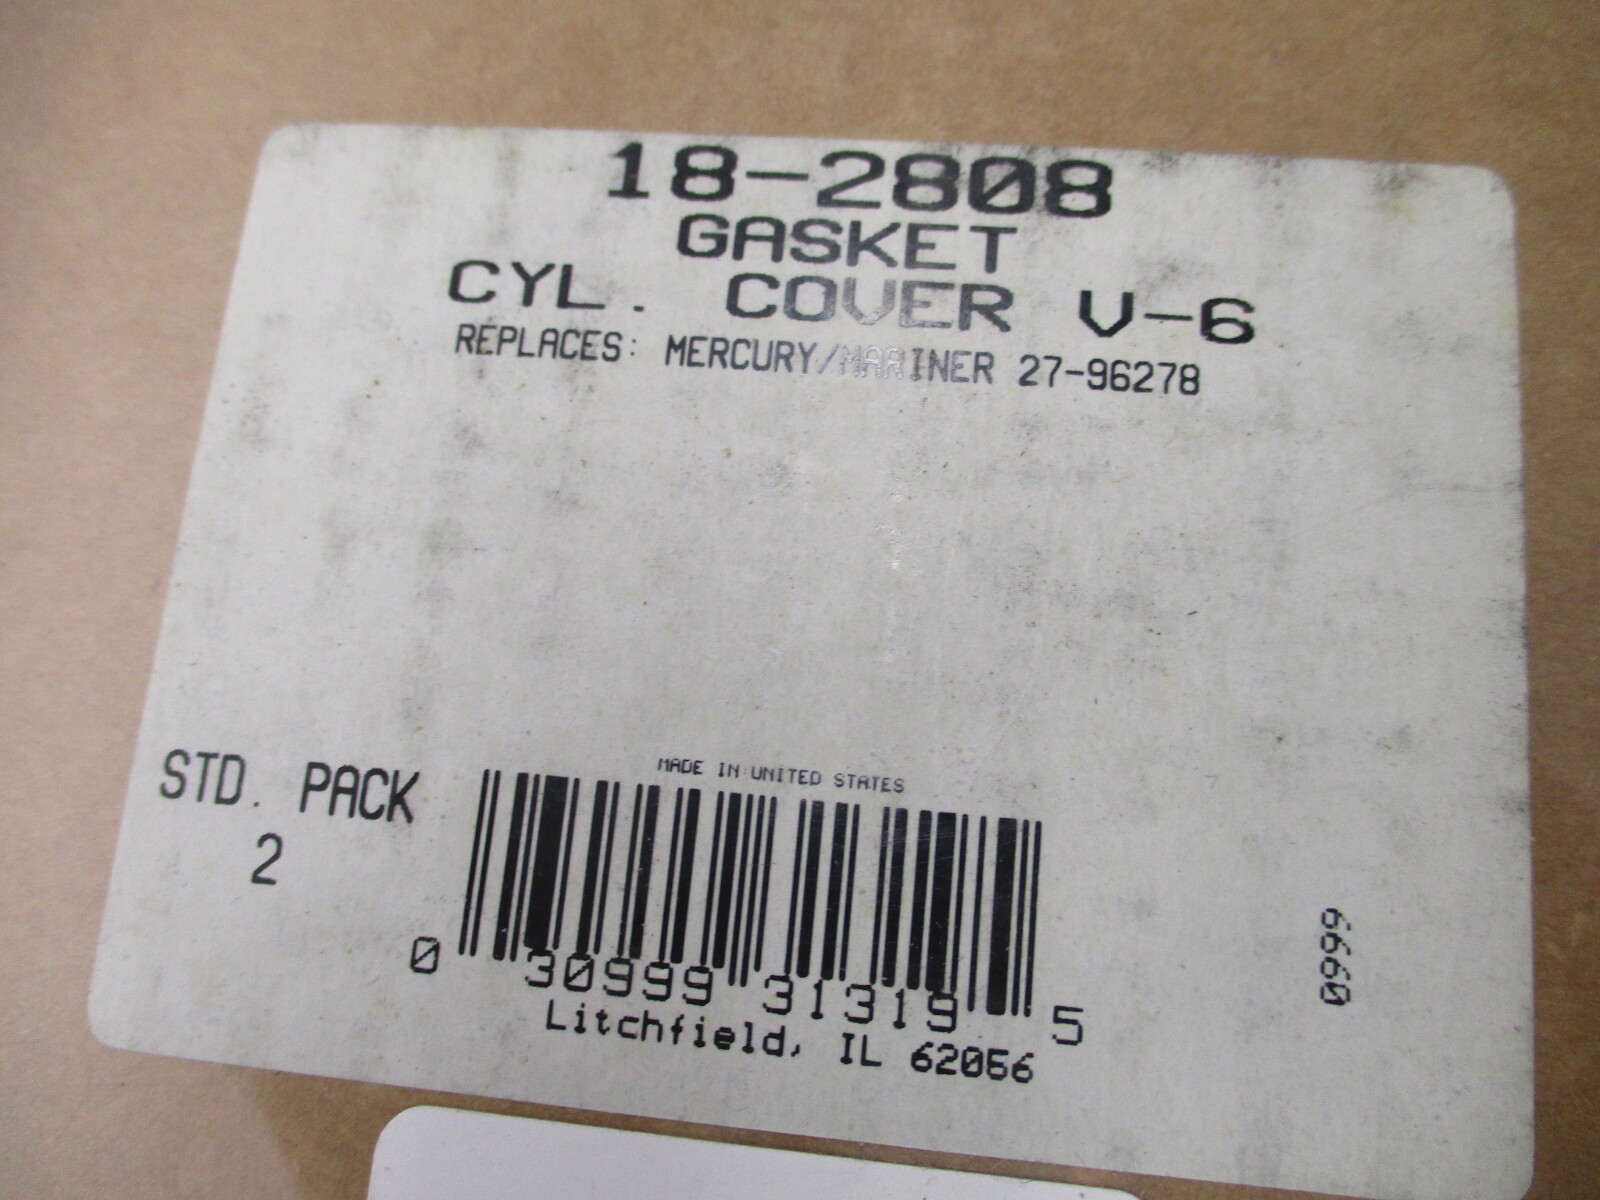 18-2808
GASKET
CYL. COVER V-6
REPLACES: MERCURY/MARINER 27-96278
STD. PACK
2
MADE IN UNITED STATES
0 30999 31319 5
Litchfield, IL 62056
0999